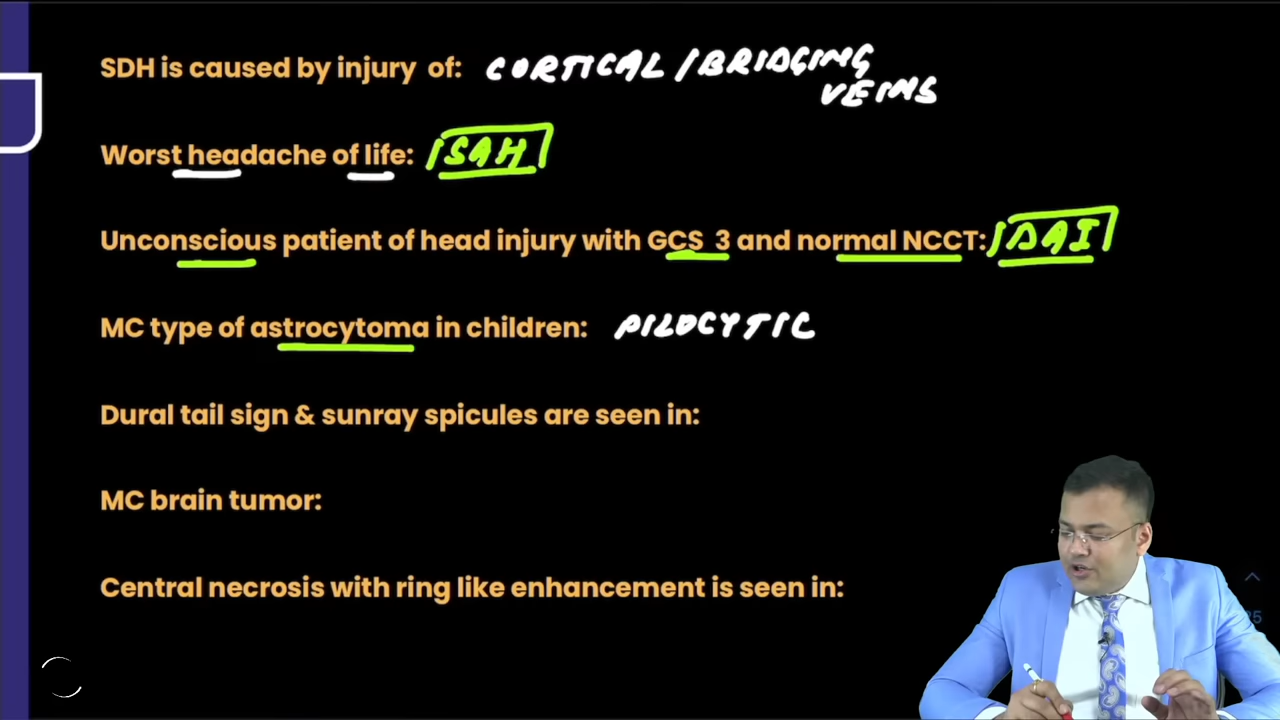 SDH is caused by injury of: CORTICAL / BRIDGING
VEINS
Worst headache of life: SAH
Unconscious patient of head injury with GCS 3 and normal NCCT: DAI
MC type of astrocytoma in children: PILOCYTIC
Dural tail sign & sunray spicules are seen in:
MC brain tumor:
Central necrosis with ring like enhancement is seen in: